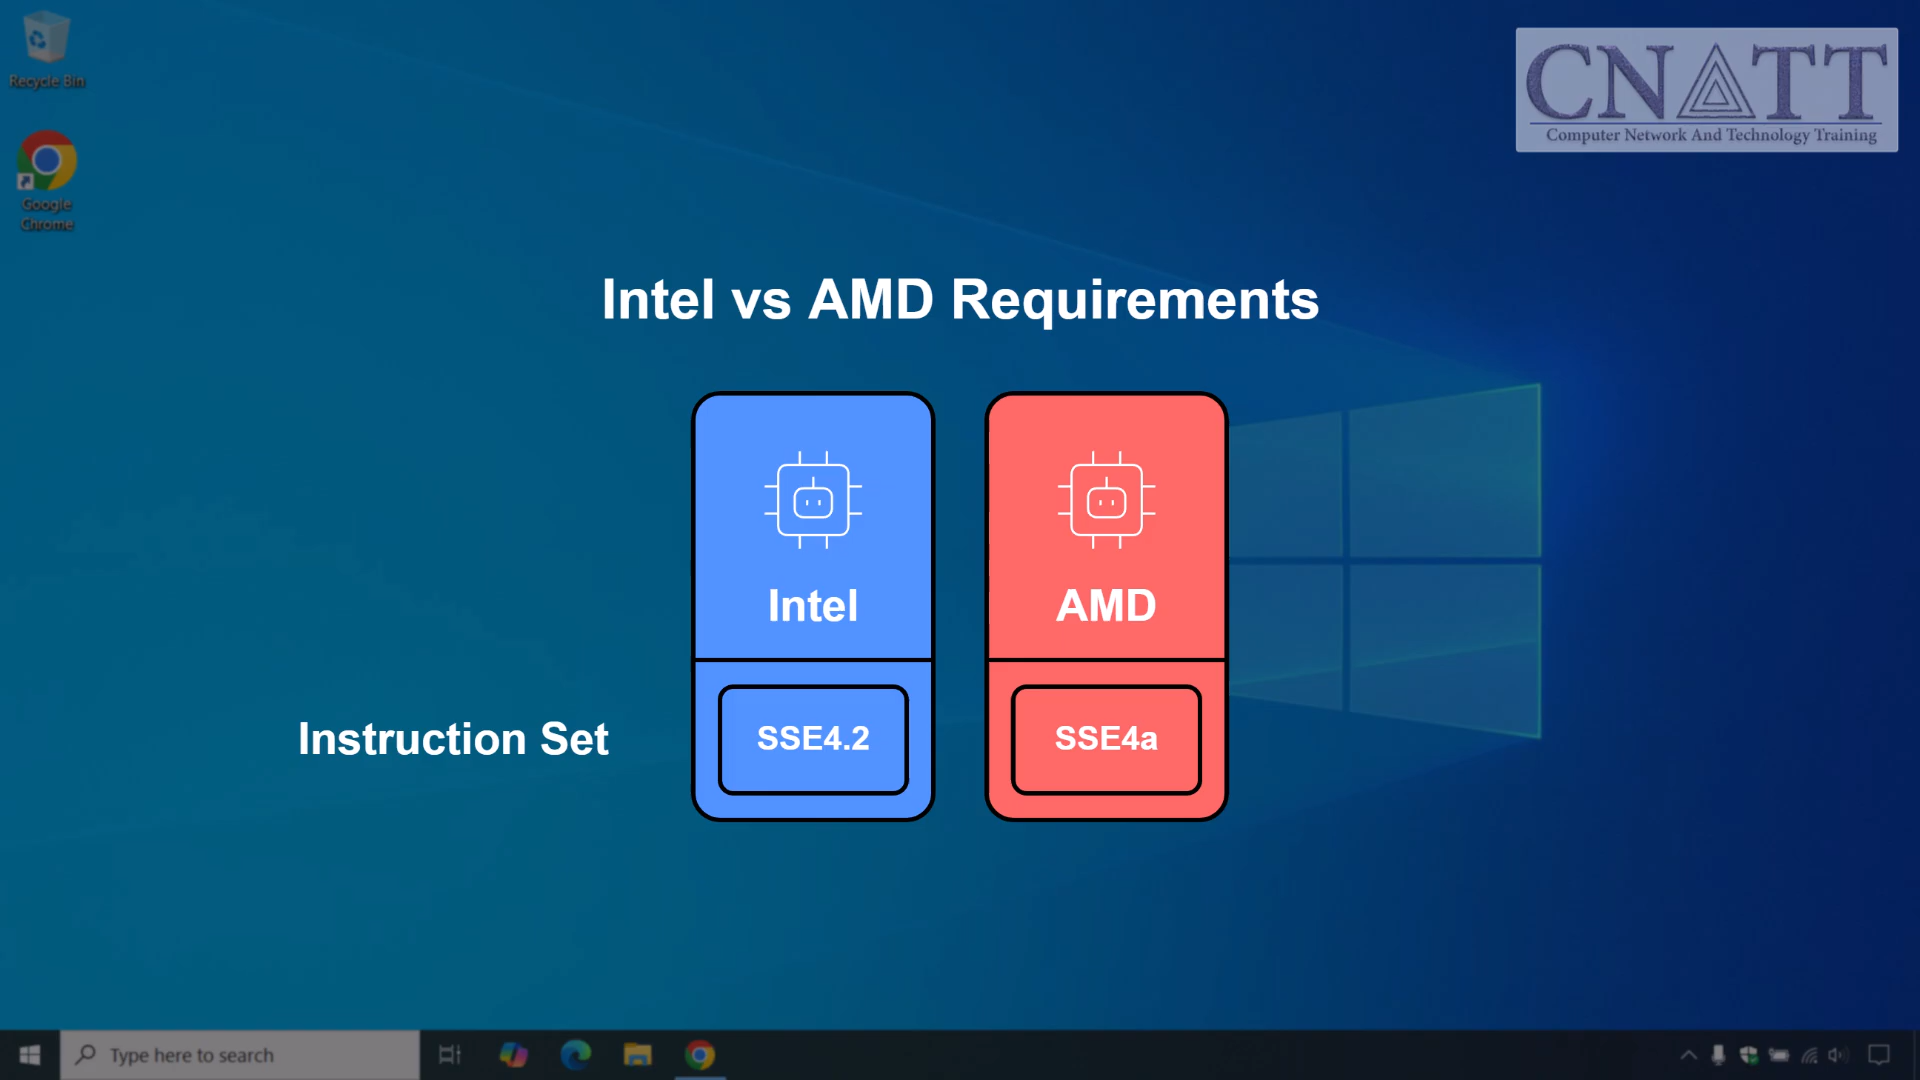 Recycle Bin
CNATT
Computer Network And Technology Training
Google
Chrome
Intel vs AMD Requirements
Intel
AMD
Instruction Set
SSE4.2
SSE4a
Type here to search